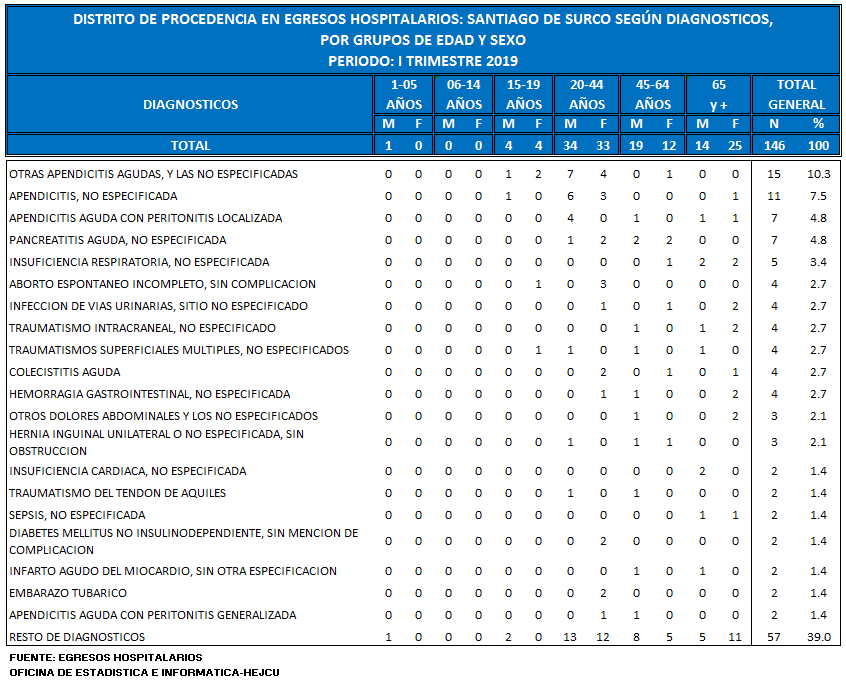 DISTRITO DE PROCEDENCIA EN EGRESOS HOSPITALARIOS: SANTIAGO DE SURCO SEGÚN DIAGNOSTICOS,
POR GRUPOS DE EDAD Y SEXO
PERIODO: I TRIMESTRE 2019
DIAGNOSTICOS 1-05 AÑOS 06-14 AÑOS 15-19 AÑOS 20-44 AÑOS 45-64 AÑOS 65 y + TOTAL GENERAL
M F M F M F M F M F M F N %
TOTAL 1 0 0 0 4 4 34 33 19 12 14 25 146 100
OTRAS APENDICITIS AGUDAS, Y LAS NO ESPECIFICADAS 0 0 0 0 1 2 7 4 0 1 0 0 15 10.3
APENDICITIS, NO ESPECIFICADA 0 0 0 0 1 0 6 3 0 0 0 1 11 7.5
APENDICITIS AGUDA CON PERITONITIS LOCALIZADA 0 0 0 0 0 0 4 0 1 0 1 1 7 4.8
PANCREATITIS AGUDA, NO ESPECIFICADA 0 0 0 0 0 0 1 2 2 2 0 0 7 4.8
INSUFICIENCIA RESPIRATORIA, NO ESPECIFICADA 0 0 0 0 0 0 0 0 0 1 2 2 5 3.4
ABORTO ESPONTANEO INCOMPLETO, SIN COMPLICACION 0 0 0 0 0 1 0 3 0 0 0 0 4 2.7
INFECCION DE VIAS URINARIAS, SITIO NO ESPECIFICADO 0 0 0 0 0 0 0 1 0 1 0 2 4 2.7
TRAUMATISMO INTRACRANEAL, NO ESPECIFICADO 0 0 0 0 0 0 0 0 1 0 1 2 4 2.7
TRAUMATISMOS SUPERFICIALES MULTIPLES, NO ESPECIFICADOS 0 0 0 0 0 1 1 0 1 0 1 0 4 2.7
COLECISTITIS AGUDA 0 0 0 0 0 0 0 2 0 1 0 1 4 2.7
HEMORRAGIA GASTROINTESTINAL, NO ESPECIFICADA 0 0 0 0 0 0 0 1 1 0 0 2 4 2.7
OTROS DOLORES ABDOMINALES Y LOS NO ESPECIFICADOS 0 0 0 0 0 0 0 0 1 0 0 2 3 2.1
HERNIA INGUINAL UNILATERAL O NO ESPECIFICADA, SIN
OBSTRUCCION 0 0 0 0 0 0 1 0 1 1 0 0 3 2.1
INSUFICIENCIA CARDIACA, NO ESPECIFICADA 0 0 0 0 0 0 0 0 0 0 2 0 2 1.4
TRAUMATISMO DEL TENDON DE AQUILES 0 0 0 0 0 0 1 0 1 0 0 0 2 1.4
SEPSIS, NO ESPECIFICADA 0 0 0 0 0 0 0 0 0 0 1 1 2 1.4
DIABETES MELLITUS NO INSULINODEPENDIENTE, SIN MENCION DE
COMPLICACION 0 0 0 0 0 0 0 2 0 0 0 0 2 1.4
INFARTO AGUDO DEL MIOCARDIO, SIN OTRA ESPECIFICACION 0 0 0 0 0 0 0 0 1 0 1 0 2 1.4
EMBARAZO TUBARICO 0 0 0 0 0 0 0 2 0 0 0 0 2 1.4
APENDICITIS AGUDA CON PERITONITIS GENERALIZADA 0 0 0 0 0 0 0 1 1 0 0 0 2 1.4
RESTO DE DIAGNOSTICOS 1 0 0 0 2 0 13 12 8 5 5 11 57 39.0
FUENTE: EGRESOS HOSPITALARIOS
OFICINA DE ESTADISTICA E INFORMATICA-HEJCU